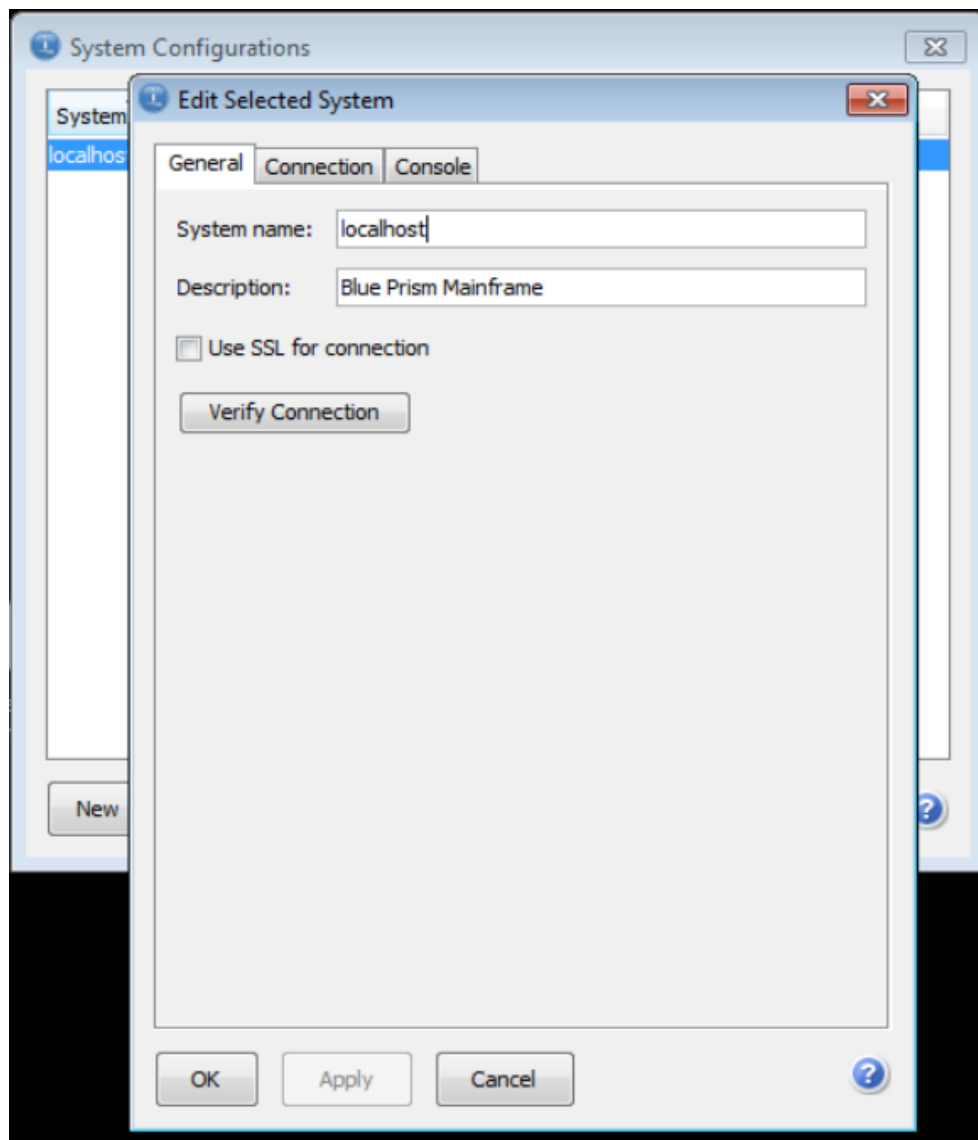 System Configurations
Edit Selected System
System
localhos
General Connection Console
System name: localhost
Description: Blue Prism Mainframe
Use SSL for connection
Verify Connection
New
?
OK Apply Cancel ?